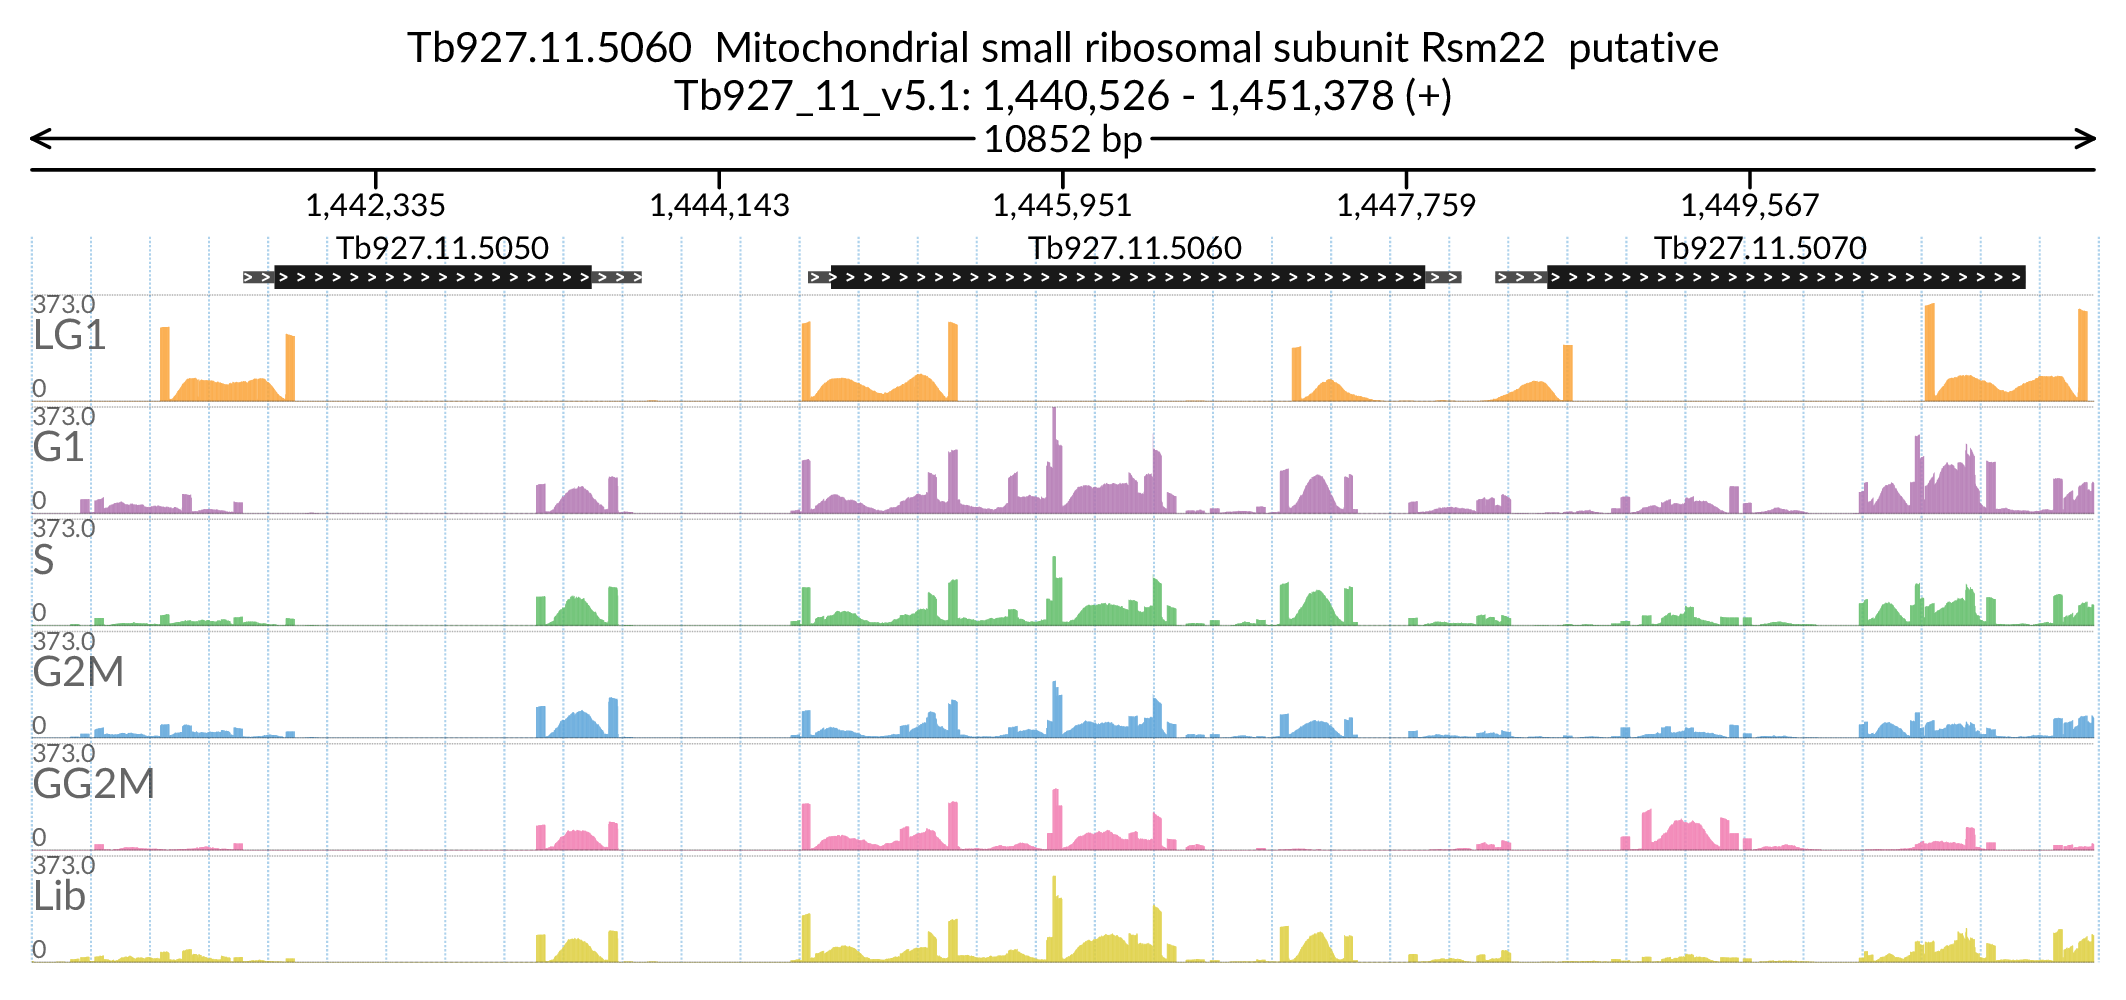 Tb927.11.5060 Mitochondrial small ribosomal subunit Rsm22 putative
Tb927_11_v5.1: 1,440,526 - 1,451,378 (+)
10852 bp
1,442,335 1,444,143 1,445,951 1,447,759 1,449,567
Tb927.11.5050 Tb927.11.5060 Tb927.11.5070
373.0
LG1
0
373.0
G1
0
373.0
S
0
373.0
G2M
0
373.0
GG2M
0
373.0
Lib
0